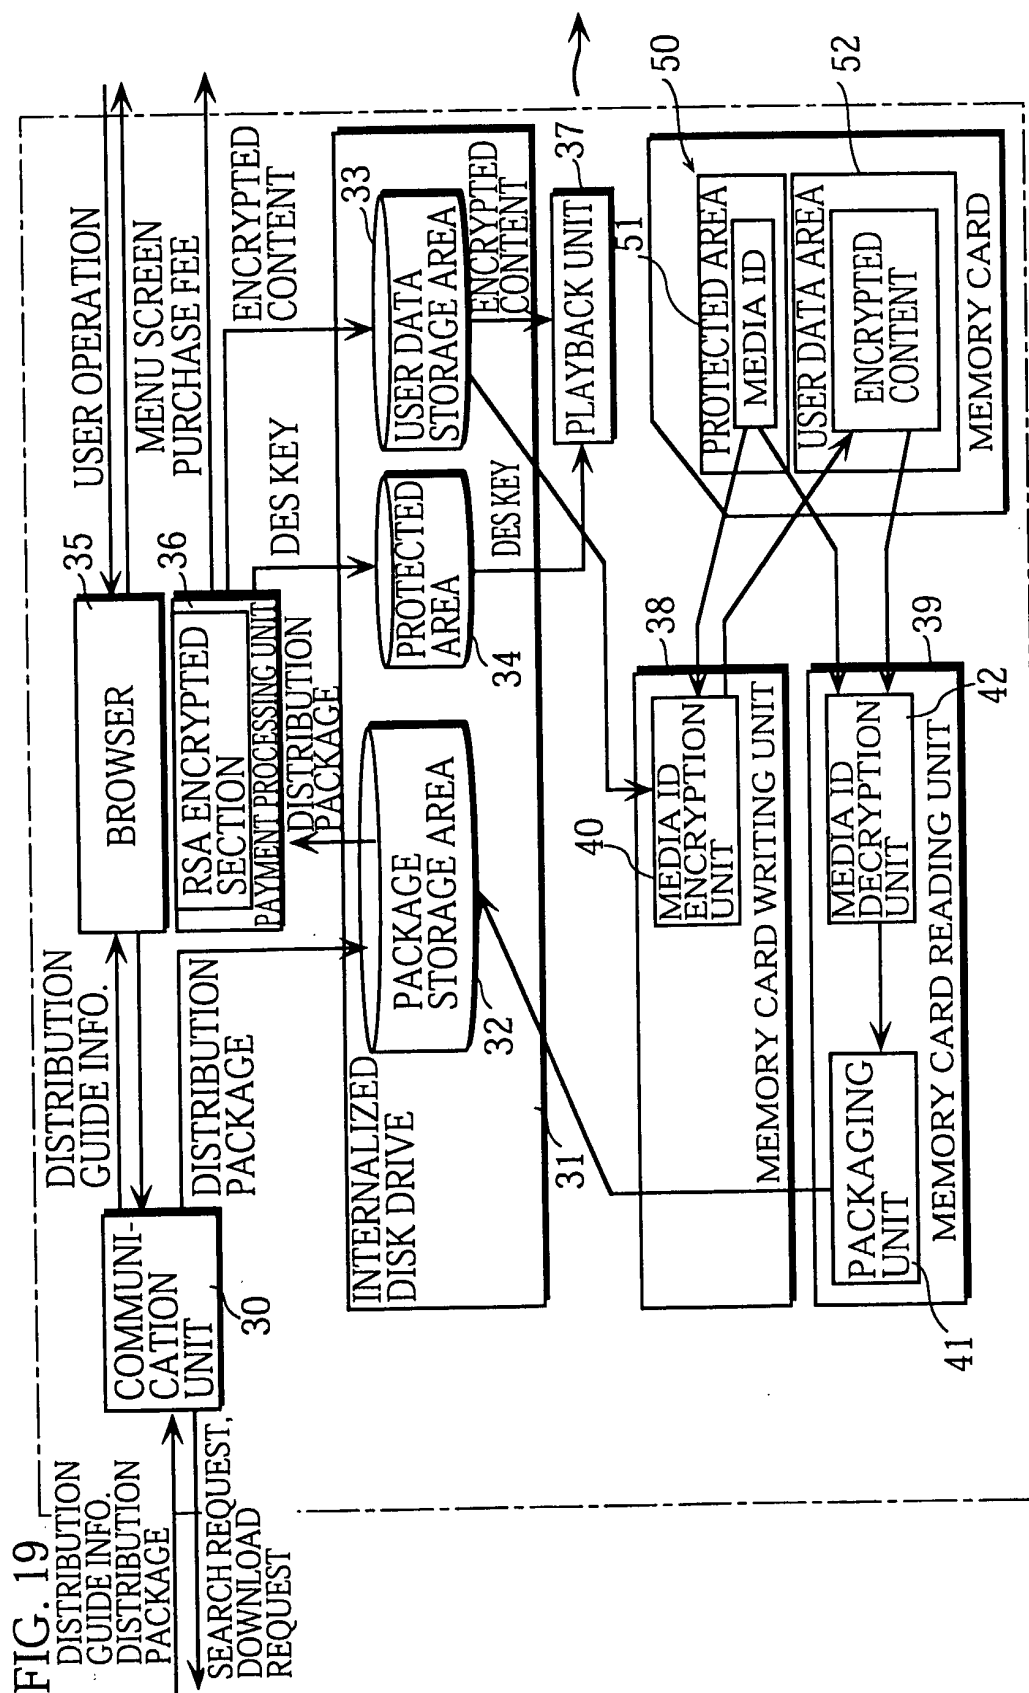 FIG. 19
DISTRIBUTION
GUIDE INFO.
DISTRIBUTION
PACKAGE
SEARCH REQUEST,
DOWNLOAD
REQUEST
COMMUNI-
CATION
UNIT
30
DISTRIBUTION
GUIDE INFO.
DISTRIBUTION
PACKAGE
BROWSER
35
USER OPERATION
MENU SCREEN
PURCHASE FEE
RSA ENCRYPTED
SECTION
36
PAYMENT PROCESSING UNIT
DISTRIBUTION
PACKAGE
DES KEY
ENCRYPTED
CONTENT
INTERNALIZED
DISK DRIVE
31
PACKAGE
STORAGE AREA
32
PROTECTED
AREA
34
USER DATA
STORAGE AREA
33
DES KEY
ENCRYPTED
CONTENT
PLAYBACK UNIT
37
MEMORY CARD WRITING UNIT
38
MEDIA ID
ENCRYPTION
UNIT
40
MEMORY CARD READING UNIT
39
PACKAGING
UNIT
41
MEDIA ID
DECRYPTION
UNIT
42
50
51
PROTECTED AREA
MEDIA ID
USER DATA AREA
52
ENCRYPTED
CONTENT
MEMORY CARD